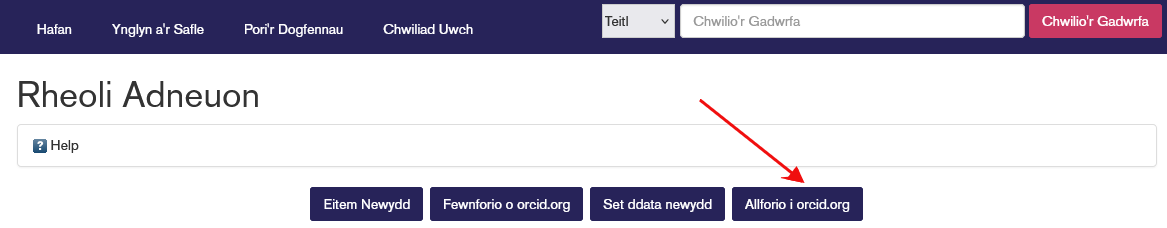 Hafan Ynglyn a'r Safle Pori'r Dogfennau Chwiliad Uwch Teitl Chwilio'r Gadwrfa Chwilio'r Gadwrfa
Rheoli Adneuon
? Help
Eitem Newydd Fewnforio o orcid.org Set ddata newydd Allforio i orcid.org